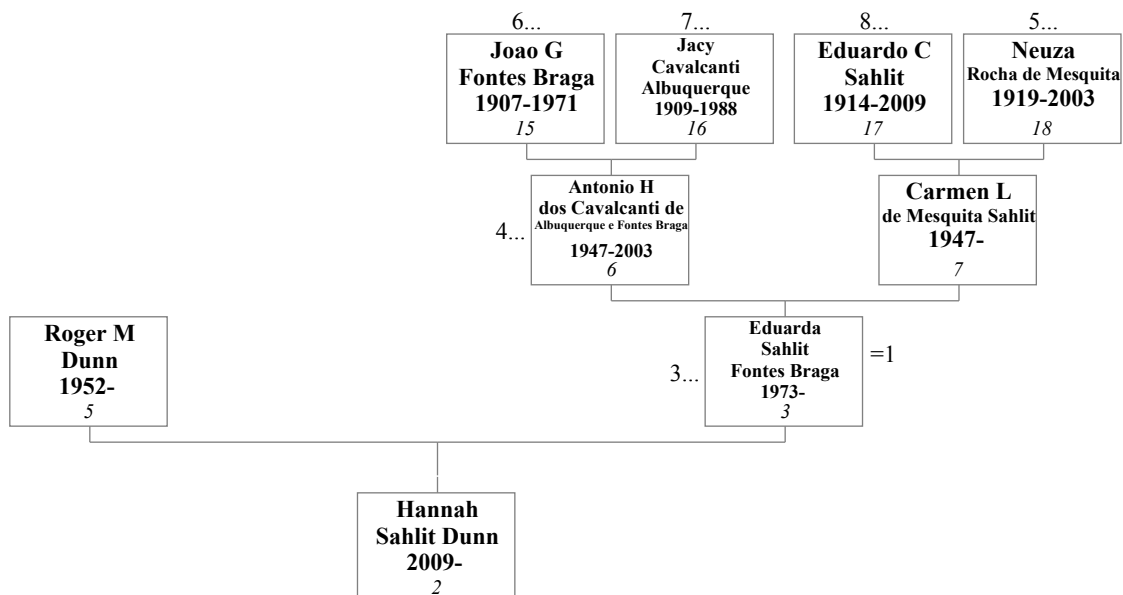 6...
7...
8...
5...
Joao G
Fontes Braga
1907-1971
15
Jacy
Cavalcanti
Albuquerque
1909-1988
16
Eduardo C
Sahlit
1914-2009
17
Neuza
Rocha de Mesquita
1919-2003
18
4...
Antonio H
dos Cavalcanti de
Albuquerque e Fontes Braga
1947-2003
6
Carmen L
de Mesquita Sahlit
1947-
7
Roger M
Dunn
1952-
5
3...
Eduarda
Sahlit
Fontes Braga
1973-
3
=1
Hannah
Sahlit Dunn
2009-
2